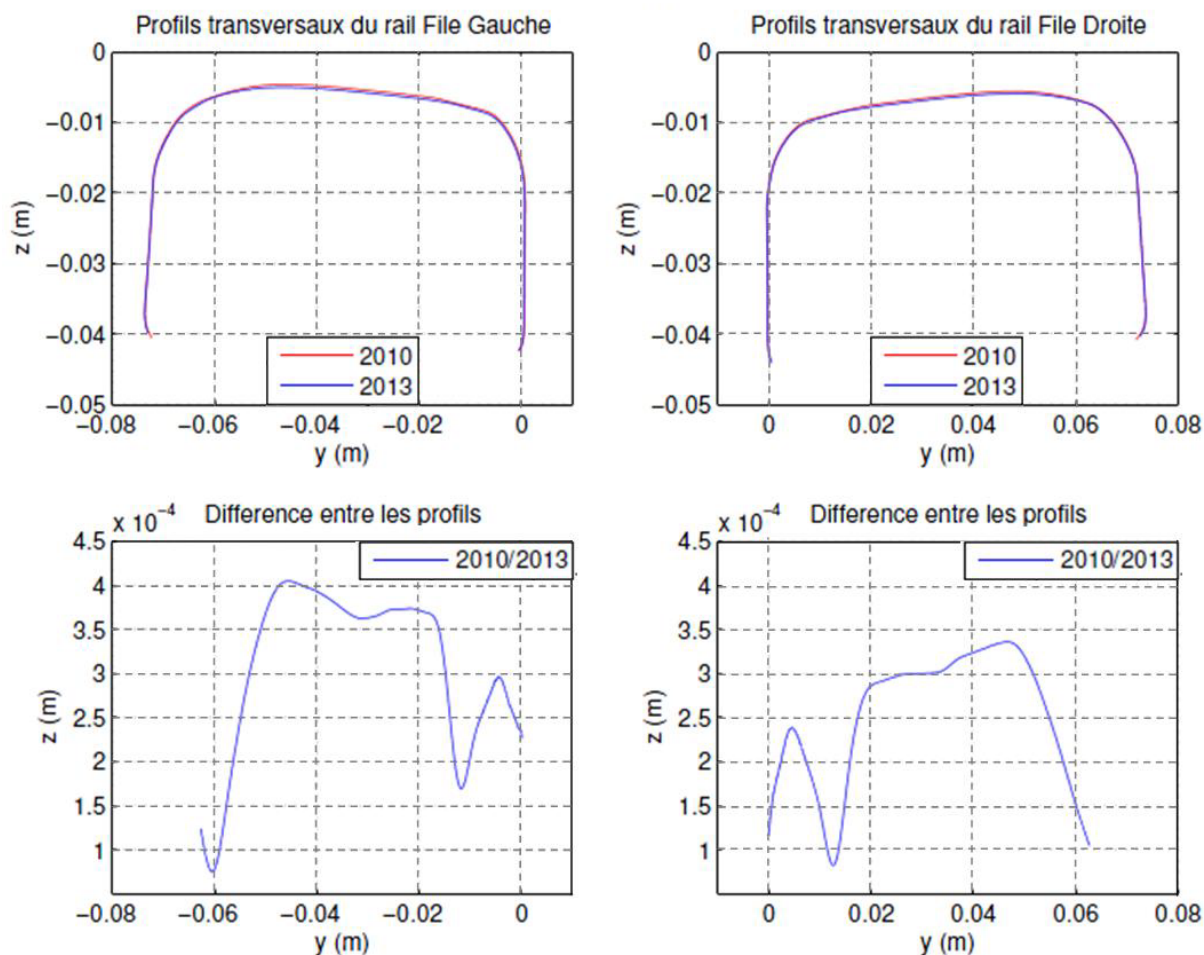 Profils transversaux du rail File Gauche
0
−0.01
−0.02
−0.03
−0.04
−0.05
z (m)
2010
2013
−0.08 −0.06 −0.04 −0.02 0
y (m)
Profils transversaux du rail File Droite
0
−0.01
−0.02
−0.03
−0.04
−0.05
z (m)
2010
2013
0 0.02 0.04 0.06 0.08
y (m)
x 10⁻⁴ Difference entre les profils
4.5
4
3.5
3
2.5
2
1.5
1
z (m)
2010/2013
−0.08 −0.06 −0.04 −0.02 0
y (m)
x 10⁻⁴ Difference entre les profils
4.5
4
3.5
3
2.5
2
1.5
1
z (m)
2010/2013
0 0.02 0.04 0.06 0.08
y (m)